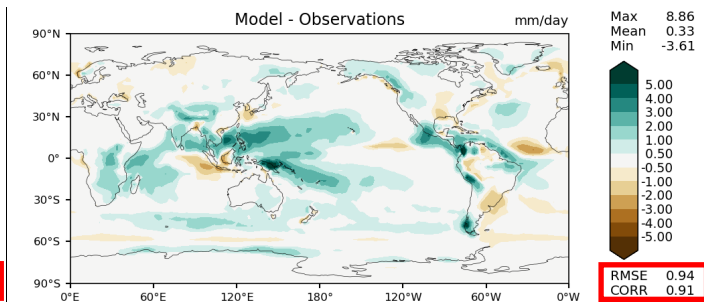 Model - Observations
mm/day
Max 8.86
Mean 0.33
Min -3.61
90°N
60°N
30°N
0°
30°S
60°S
90°S
0°E
60°E
120°E
180°
120°W
60°W
0°W
5.00
4.00
3.00
2.00
1.00
0.50
-0.50
-1.00
-2.00
-3.00
-4.00
-5.00
RMSE 0.94
CORR 0.91